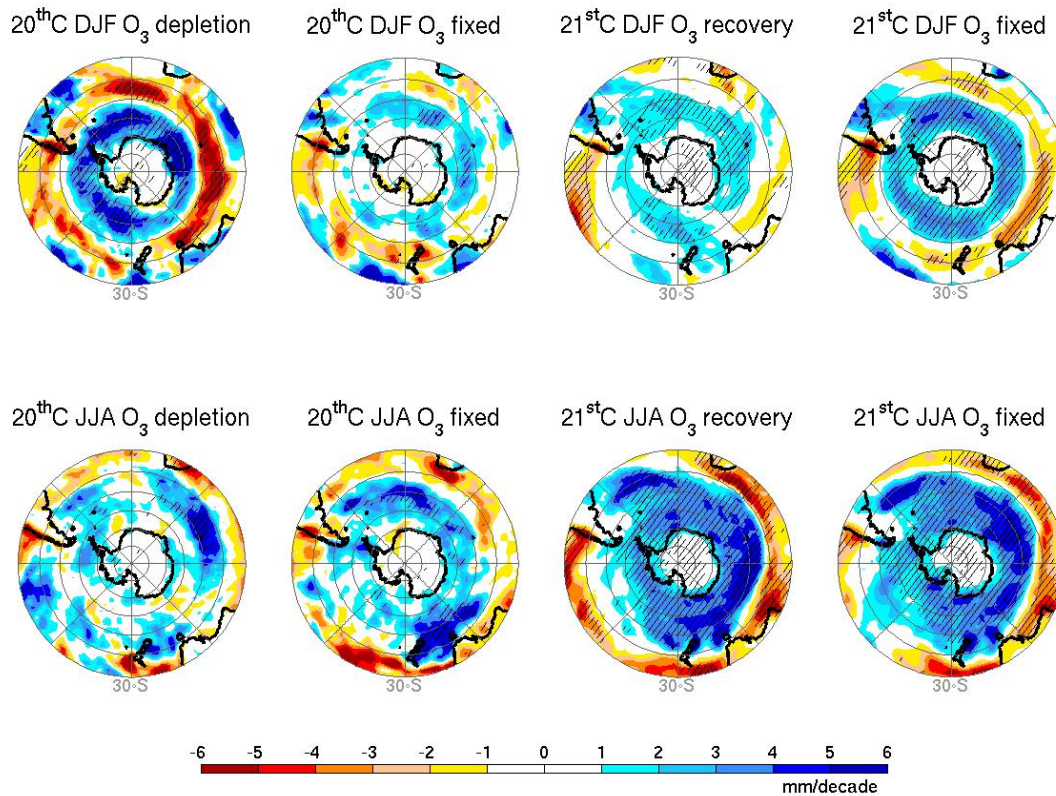 20thC DJF O3 depletion
20thC DJF O3 fixed
21stC DJF O3 recovery
21stC DJF O3 fixed
30°S
30°S
30°S
30°S
20thC JJA O3 depletion
20thC JJA O3 fixed
21stC JJA O3 recovery
21stC JJA O3 fixed
30°S
30°S
30°S
30°S
-6 -5 -4 -3 -2 -1 0 1 2 3 4 5 6
mm/decade